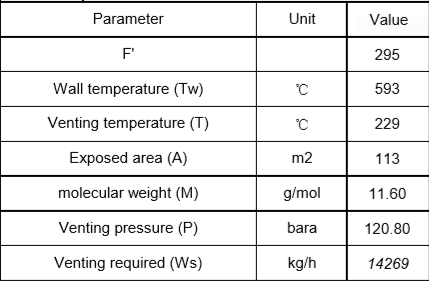 Parameter Unit Value
F' 295
Wall temperature (Tw) ℃ 593
Venting temperature (T) ℃ 229
Exposed area (A) m2 113
molecular weight (M) g/mol 11.60
Venting pressure (P) bara 120.80
Venting required (Ws) kg/h 14269